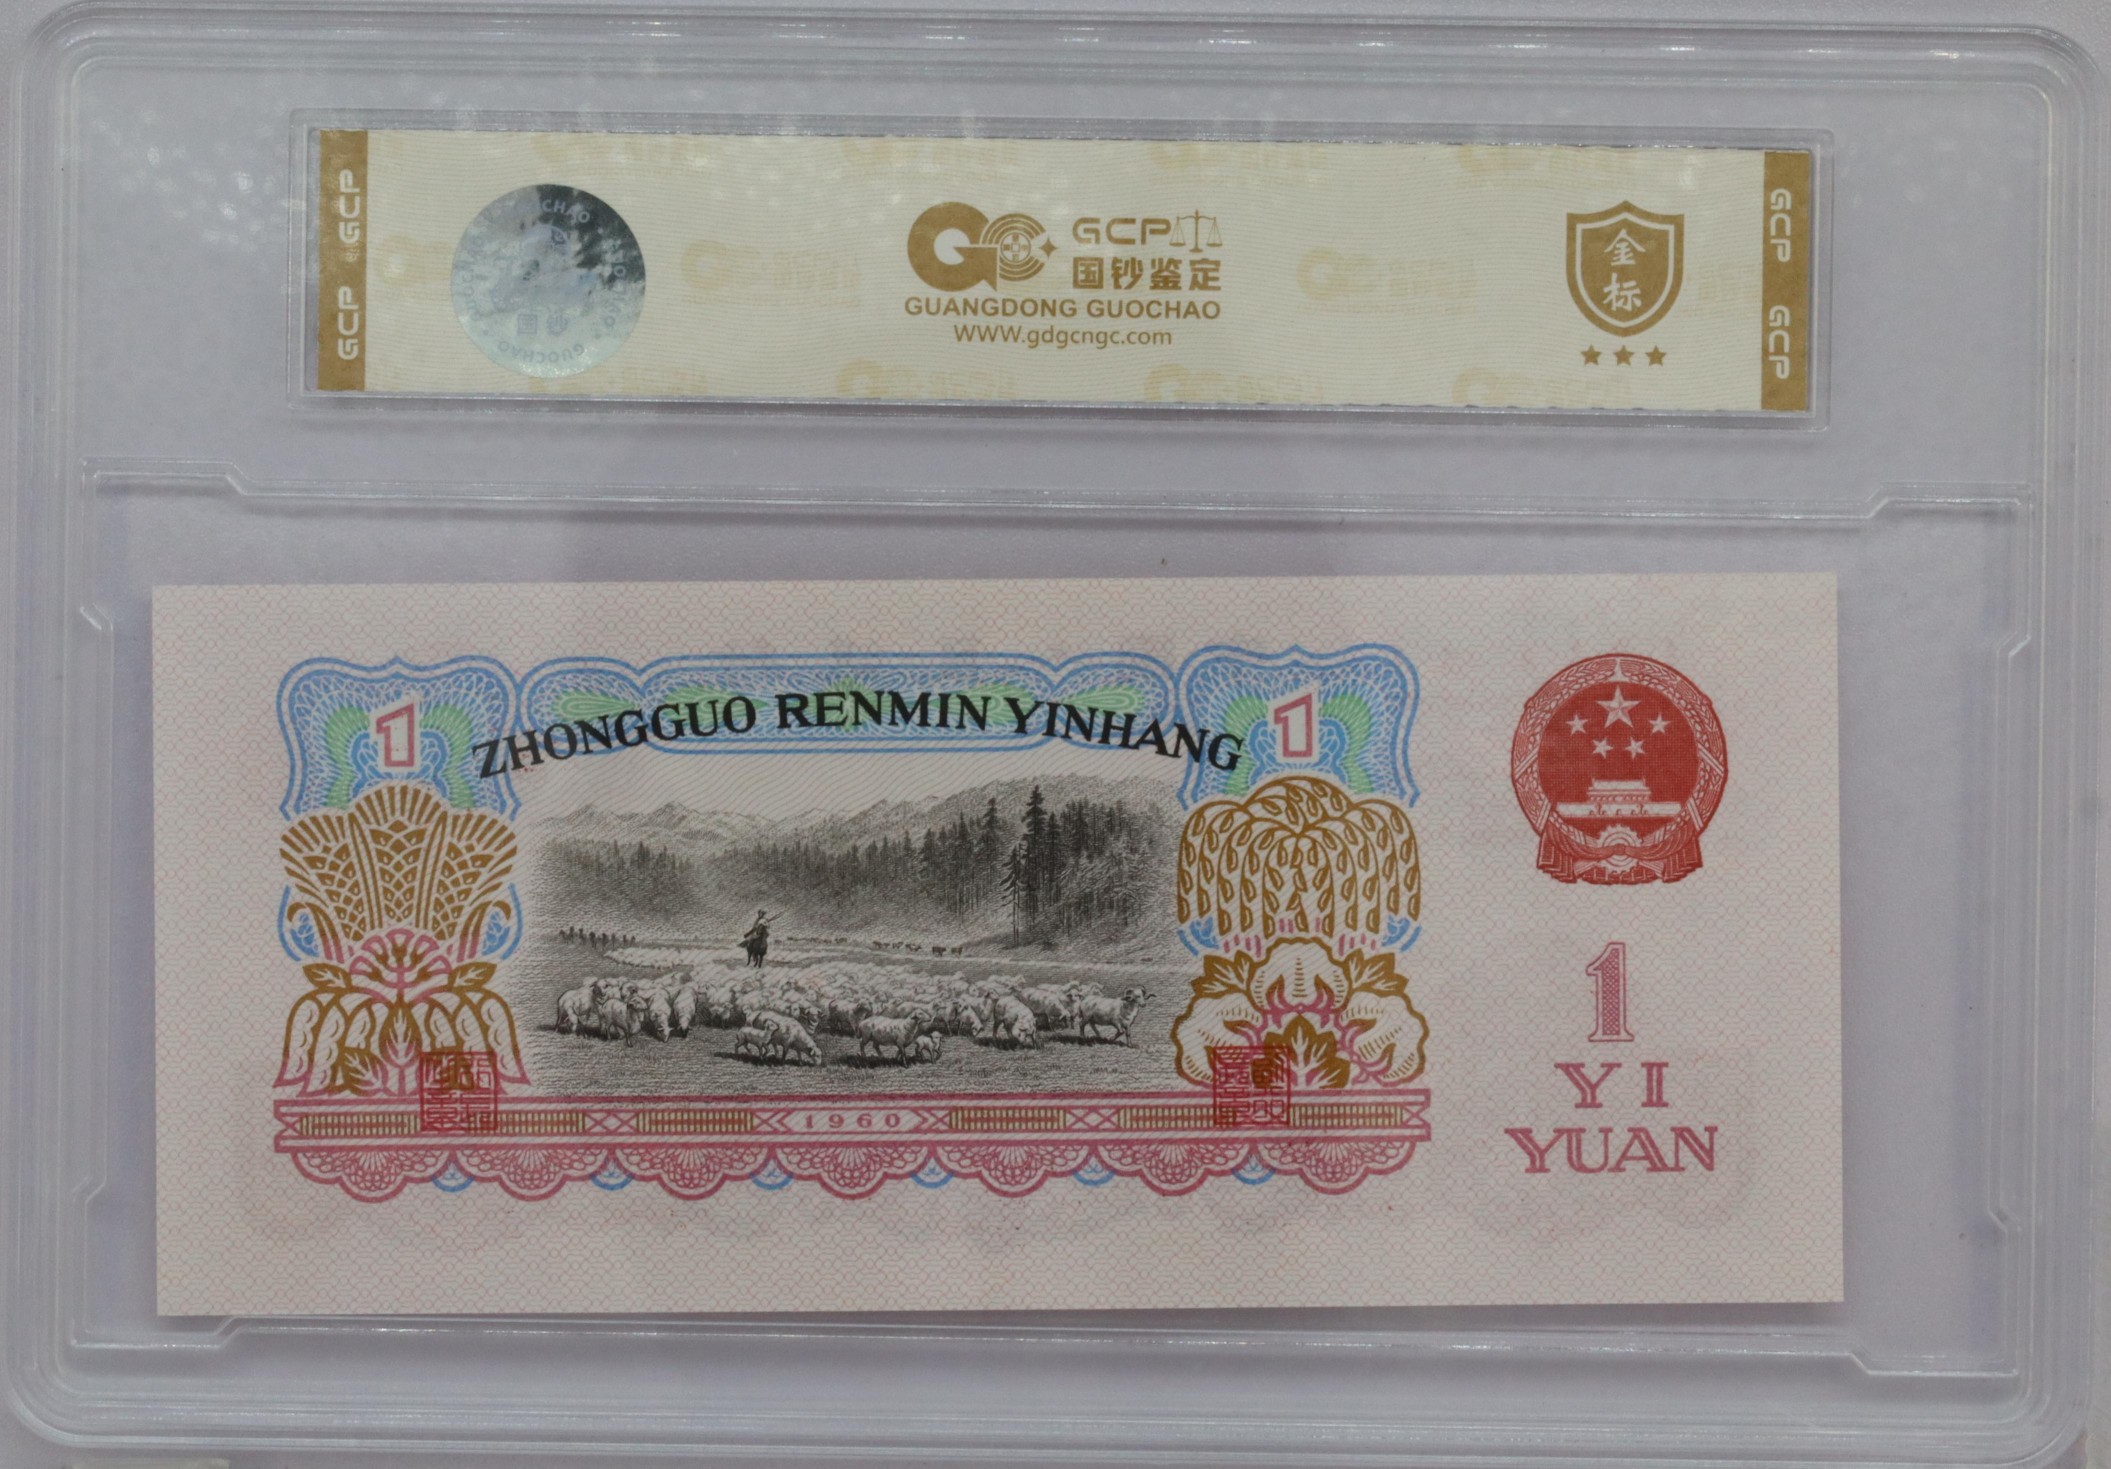 GCP GCP
GCP
国钞鉴定
GUANGDONG GUOCHAO
WWW.gdgcngc.com
金
标
GCP GCP
GUOCHAO
1
ZHONGGUO RENMIN YINHANG
1
1
YI
YUAN
1960